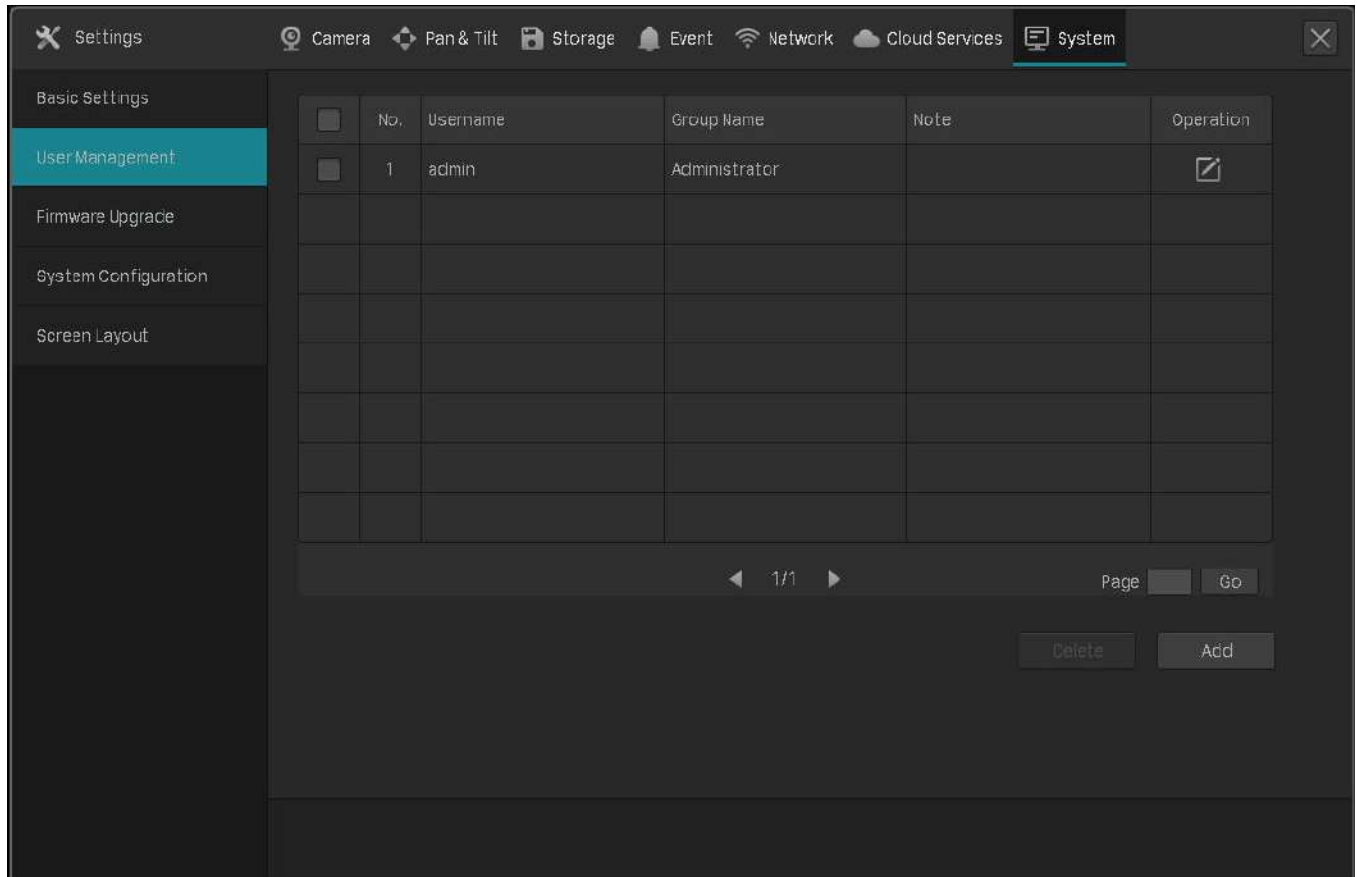 Settings Camera Pan & Tilt Storage Event Network Cloud Services System
Basic Settings
User Management
Firmware Upgrade
System Configuration
Screen Layout
No. Username Group Name Note Operation
1 admin Administrator
1/1 Page Go
Delete Add